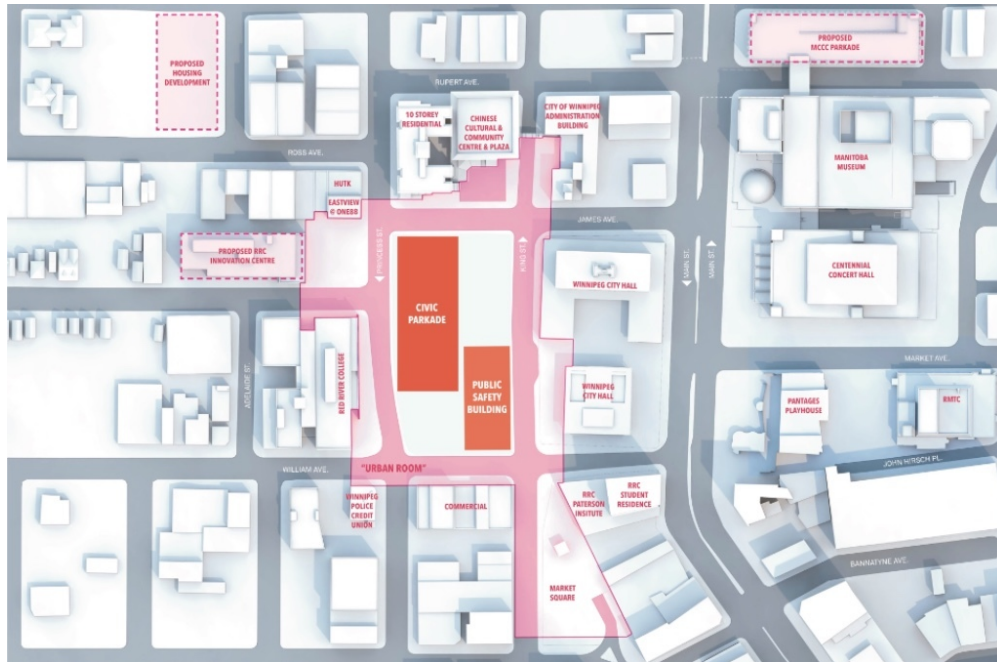 PROPOSED
MCCC PARKADE
PROPOSED
HOUSING
DEVELOPMENT
RUPERT AVE.
10 STOREY
RESIDENTIAL
CHINESE
CULTURAL &
COMMUNITY
CENTRE & PLAZA
CITY OF WINNIPEG
ADMINISTRATION
BUILDING
ROSS AVE.
MANITOBA
MUSEUM
HUTK
EASTVIEW
@ ONE88
JAMES AVE.
PROPOSED RRC
INNOVATION CENTRE
PRINCESS ST.
KING ST.
MAIN ST.
MAIN ST.
WINNIPEG CITY HALL
CENTENNIAL
CONCERT HALL
CIVIC
PARKADE
MARKET AVE.
ADELAIDE ST.
RED RIVER COLLEGE
PUBLIC
SAFETY
BUILDING
WINNIPEG
CITY HALL
PANTAGES
PLAYHOUSE
JOHN HIRSCH PL.
WILLIAM AVE.
"URBAN ROOM"
WINNIPEG
POLICE
CREDIT
UNION
COMMERCIAL
RRC
PATERSON
INSITUTE
RRC
STUDENT
RESIDENCE
BANNATYNE AVE.
MARKET
SQUARE